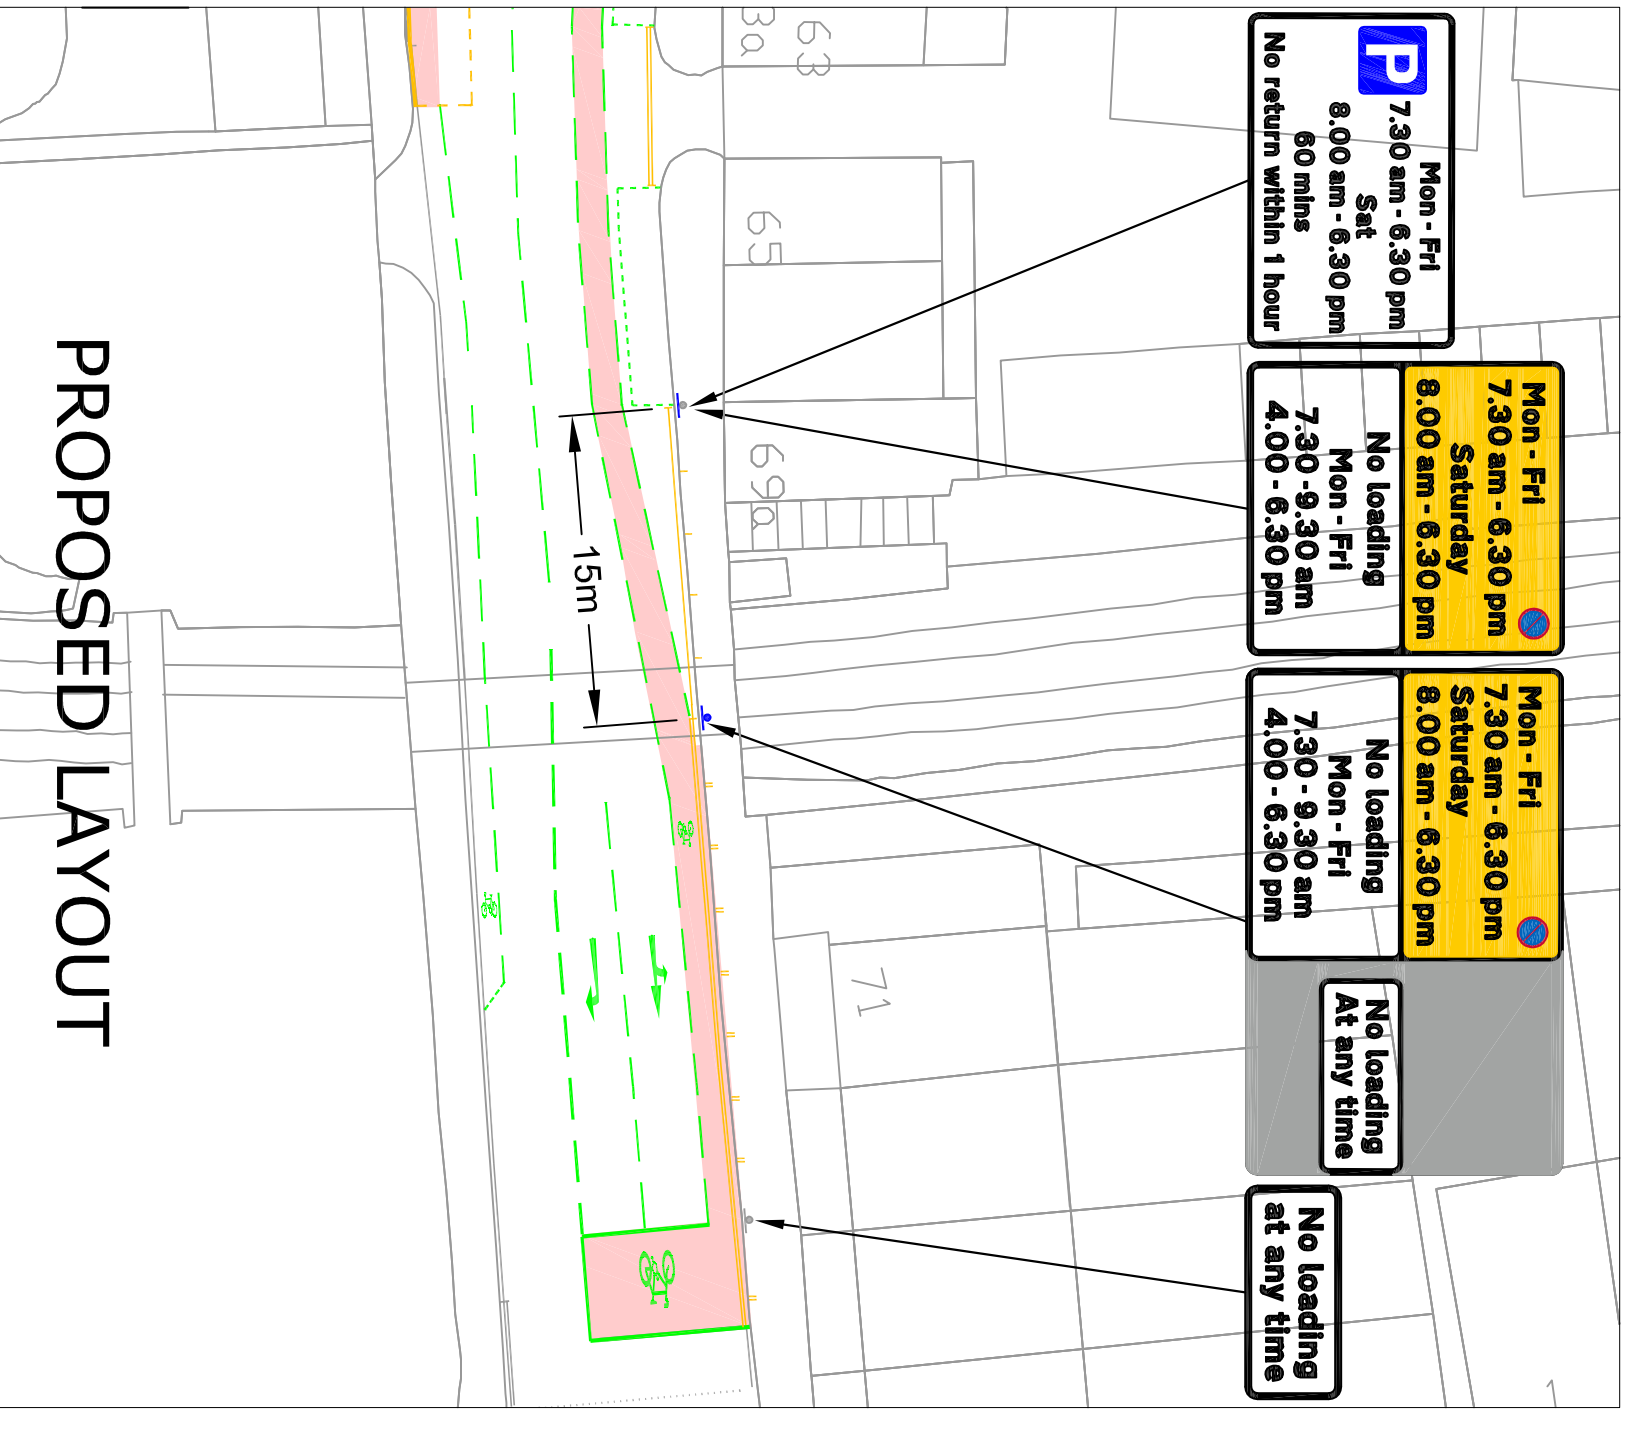 P
Mon - Fri
7.30 am - 6.30 pm
Sat
8.00 am - 6.30 pm
60 mins
No return within 1 hour
Mon - Fri
7.30 am - 6.30 pm
Saturday
8.00 am - 6.30 pm
No loading
Mon - Fri
7.30 - 9.30 am
4.00 - 6.30 pm
Mon - Fri
7.30 am - 6.30 pm
Saturday
8.00 am - 6.30 pm
No loading
Mon - Fri
7.30 - 9.30 am
4.00 - 6.30 pm
No loading
At any time
No loading
at any time
63
3a
65
69a
71
1
15m
PROPOSED LAYOUT